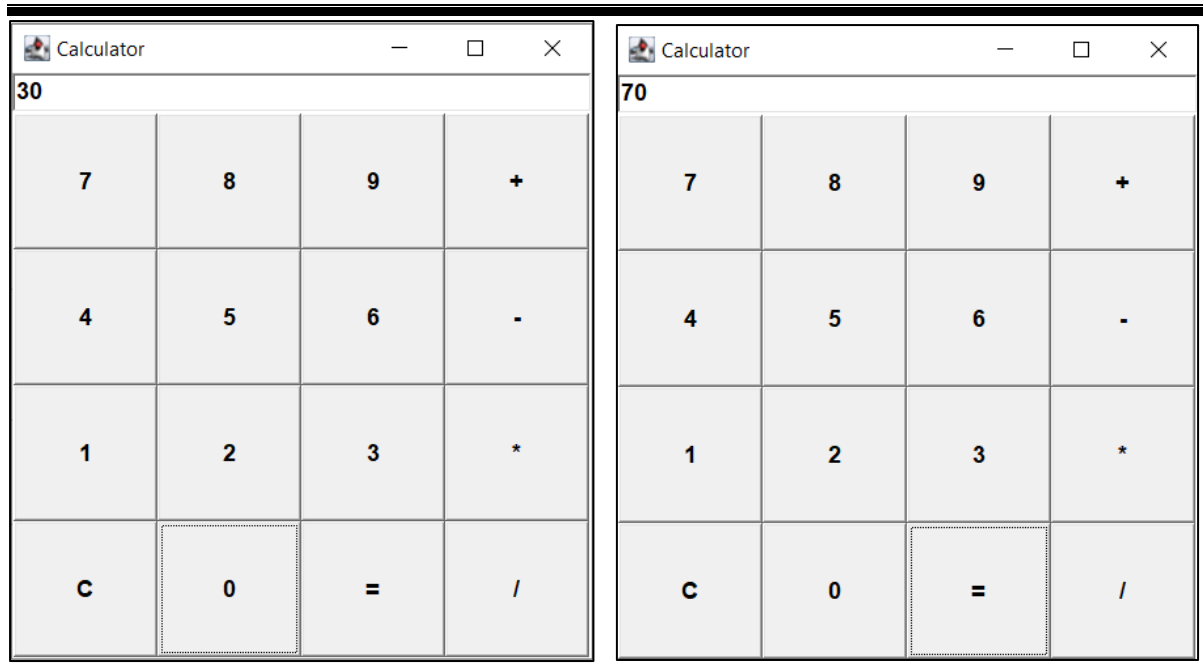 Calculator
30
7 8 9 +
4 5 6 -
1 2 3 *
C 0 = /
Calculator
70
7 8 9 +
4 5 6 -
1 2 3 *
C 0 = /